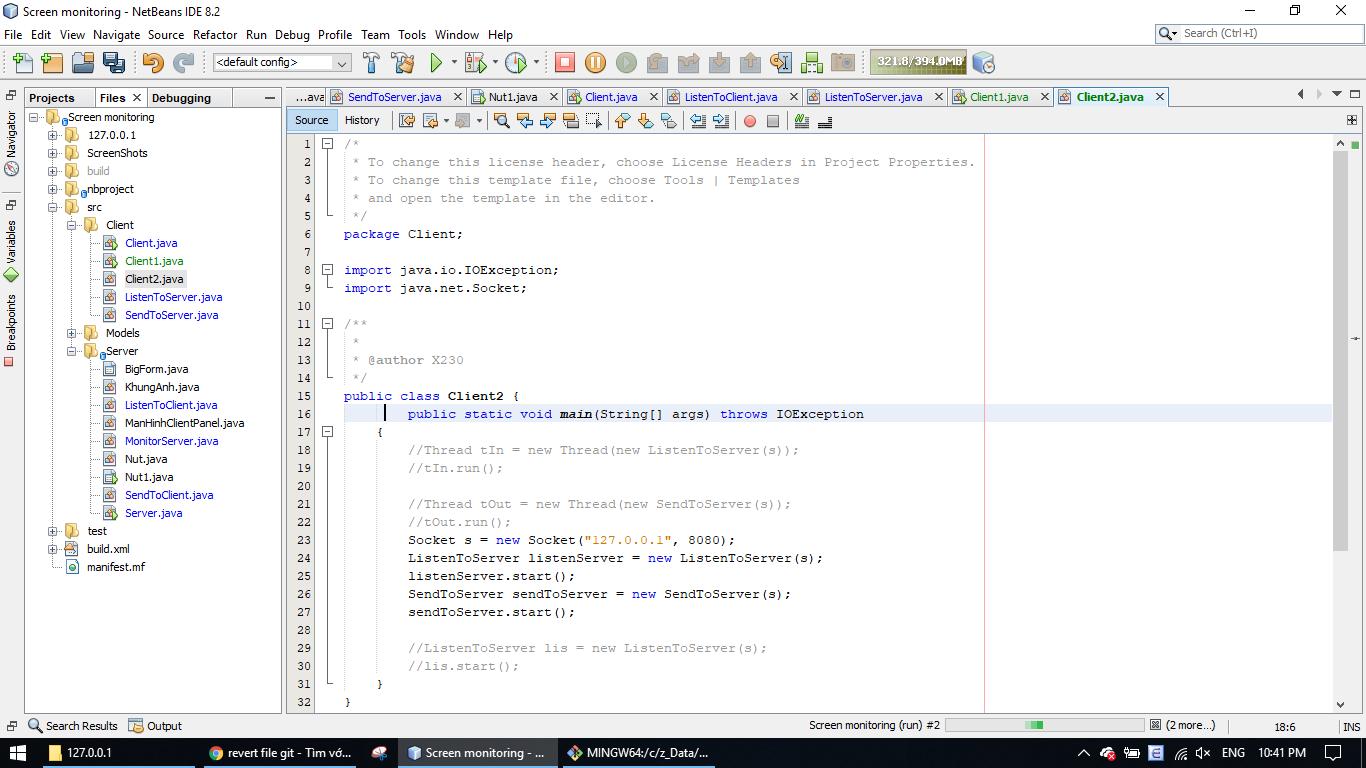 Screen monitoring - NetBeans IDE 8.2
File Edit View Navigate Source Refactor Run Debug Profile Team Tools Window Help
Search (Ctrl+I)
<default config>
321.8/394.0MB
Projects Files Debugging
...ava SendToServer.java Nut1.java Client.java ListenToClient.java ListenToServer.java Client1.java Client2.java
Source History
Navigator
Variables
Breakpoints
Screen monitoring
127.0.0.1
ScreenShots
build
nbproject
src
Client
Client.java
Client1.java
Client2.java
ListenToServer.java
SendToServer.java
Models
Server
BigForm.java
KhungAnh.java
ListenToClient.java
ManHinhClientPanel.java
MonitorServer.java
Nut.java
Nut1.java
SendToClient.java
Server.java
test
build.xml
manifest.mf
1 /*
2 * To change this license header, choose License Headers in Project Properties.
3 * To change this template file, choose Tools | Templates
4 * and open the template in the editor.
5 */
6 package Client;
7
8 import java.io.IOException;
9 import java.net.Socket;
10
11 /**
12 *
13 * @author X230
14 */
15 public class Client2 {
16 public static void main(String[] args) throws IOException
17 {
18 //Thread tIn = new Thread(new ListenToServer(s));
19 //tIn.run();
20
21 //Thread tOut = new Thread(new SendToServer(s));
22 //tOut.run();
23 Socket s = new Socket("127.0.0.1", 8080);
24 ListenToServer listenServer = new ListenToServer(s);
25 listenServer.start();
26 SendToServer sendToServer = new SendToServer(s);
27 sendToServer.start();
28
29 //ListenToServer lis = new ListenToServer(s);
30 //lis.start();
31 }
32 }
Search Results Output
Screen monitoring (run) #2 (2 more...) 18:6 INS
127.0.0.1 revert file git - Tìm vớ... Screen monitoring - ... MINGW64:/c/z_Data/... ENG 10:41 PM